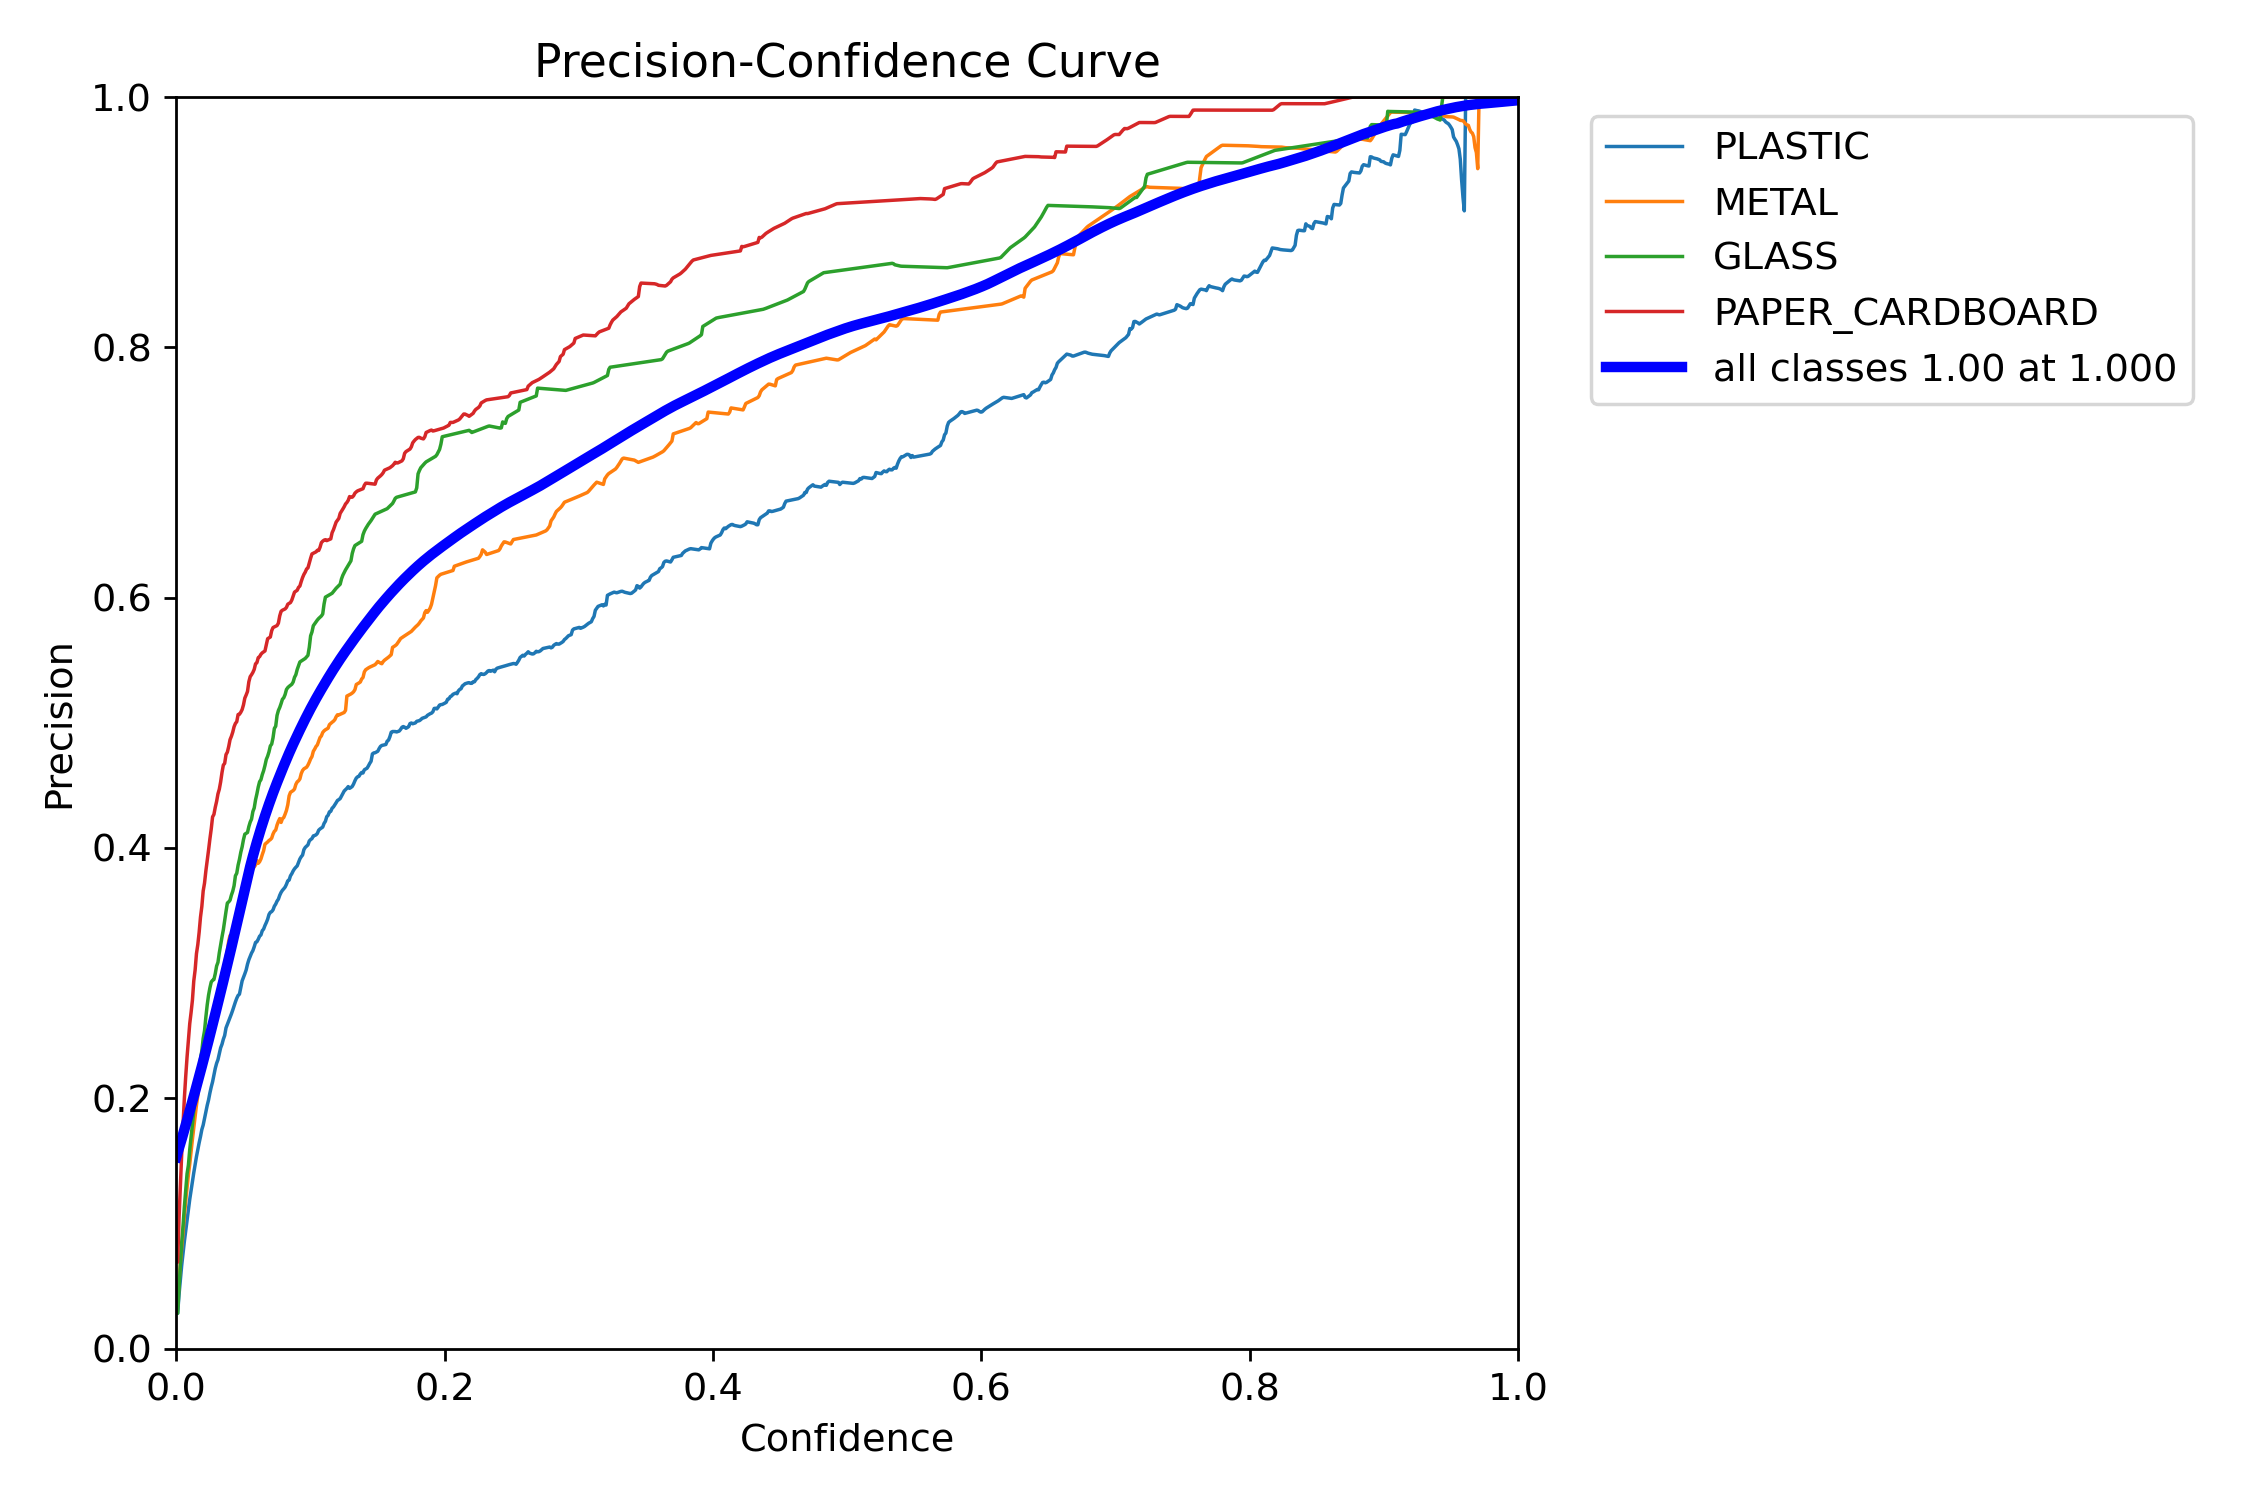 Precision-Confidence Curve
1.0
0.8
0.6
0.4
0.2
0.0
Precision
0.0 0.2 0.4 0.6 0.8 1.0
Confidence
PLASTIC
METAL
GLASS
PAPER_CARDBOARD
all classes 1.00 at 1.000